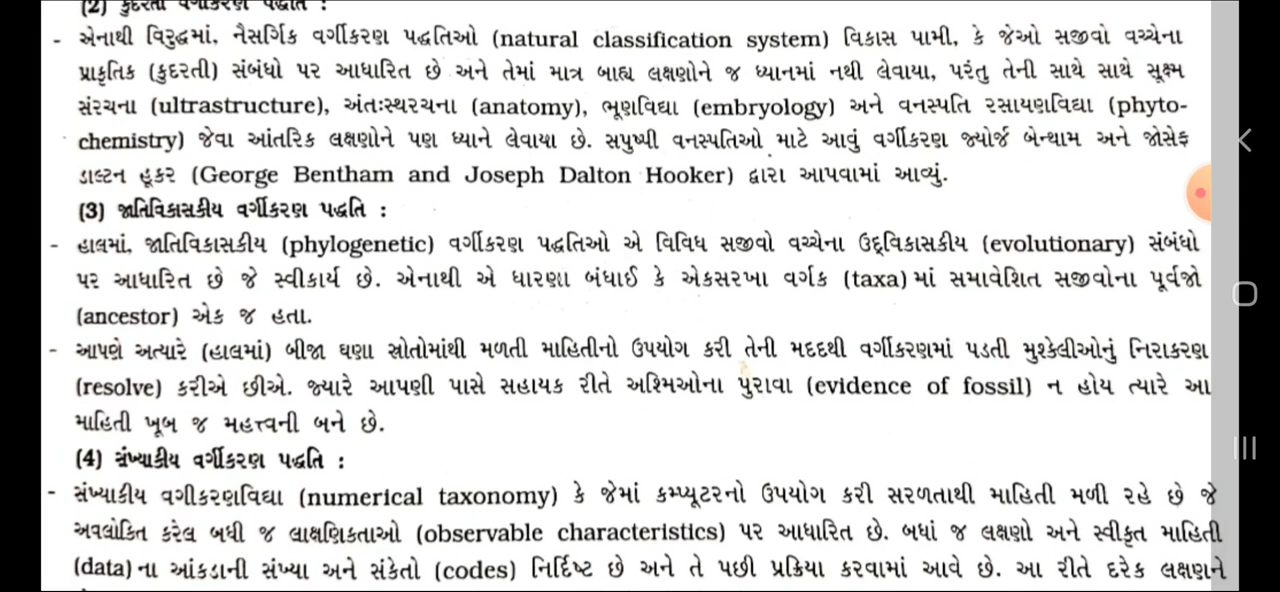 (2) કુદરતી વર્ગીકરણ પદ્ધતિ :
- એનાથી વિરુદ્ધમાં, નૈસર્ગિક વર્ગીકરણ પદ્ધતિઓ (natural classification system) વિકાસ પામી, કે જેઓ સજીવો વચ્ચેના
પ્રાકૃતિક (કુદરતી) સંબંધો પર આધારિત છે અને તેમાં માત્ર બાહ્ય લક્ષણોને જ ધ્યાનમાં નથી લેવાયા, પરંતુ તેની સાથે સાથે સૂક્ષ્મ
સંરચના (ultrastructure), અંતઃસ્થરચના (anatomy), ભૂણવિદ્યા (embryology) અને વનસ્પતિ રસાયણવિદ્યા (phyto-
chemistry) જેવા આંતરિક લક્ષણોને પણ ધ્યાને લેવાયા છે. સપુષ્પી વનસ્પતિઓ માટે આવું વર્ગીકરણ જ્યોર્જ બેન્થામ અને જોસેફ
ડાલ્ટન હૂકર (George Bentham and Joseph Dalton Hooker) દ્વારા આપવામાં આવ્યું.
(3) જાતિવિકાસકીય વર્ગીકરણ પદ્ધતિ :
- હાલમાં, જાતિવિકાસકીય (phylogenetic) વર્ગીકરણ પદ્ધતિઓ એ વિવિધ સજીવો વચ્ચેના ઉદ્દવિકાસકીય (evolutionary) સંબંધો
પર આધારિત છે જે સ્વીકાર્ય છે. એનાથી એ ધારણા બંધાઈ કે એકસરખા વર્ગક (taxa) માં સમાવેશિત સજીવોના પૂર્વજો
(ancestor) એક જ હતા.
- આપણે અત્યારે (હાલમાં) બીજા ઘણા સ્રોતોમાંથી મળતી માહિતીનો ઉપયોગ કરી તેની મદદથી વર્ગીકરણમાં પડતી મુશ્કેલીઓનું નિરાકરણ
(resolve) કરીએ છીએ. જ્યારે આપણી પાસે સહાયક રીતે અશ્મિઓના પુરાવા (evidence of fossil) ન હોય ત્યારે આ
માહિતી ખૂબ જ મહત્ત્વની બને છે.
(4) સંખ્યાકીય વર્ગીકરણ પદ્ધતિ :
- સંખ્યાકીય વગીકરણવિદ્યા (numerical taxonomy) કે જેમાં કમ્પ્યૂટરનો ઉપયોગ કરી સરળતાથી માહિતી મળી રહે છે જે
અવલોકિત કરેલ બધી જ લાક્ષણિકતાઓ (observable characteristics) પર આધારિત છે. બધાં જ લક્ષણો અને સ્વીકૃત માહિતી
(data) ના આંકડાની સંખ્યા અને સંકેતો (codes) નિર્દિષ્ટ છે અને તે પછી પ્રક્રિયા કરવામાં આવે છે. આ રીતે દરેક લક્ષણને